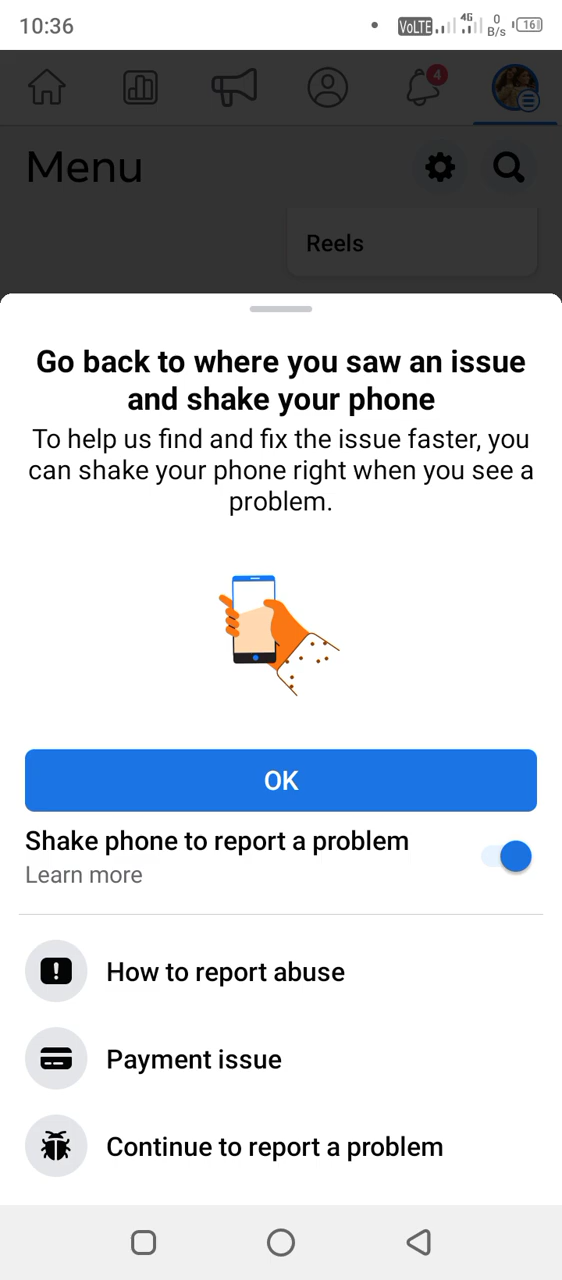 10:36
VoLTE 4G 0 B/s 16
4
Menu
Reels
Go back to where you saw an issue
and shake your phone
To help us find and fix the issue faster, you
can shake your phone right when you see a
problem.
OK
Shake phone to report a problem
Learn more
How to report abuse
Payment issue
Continue to report a problem